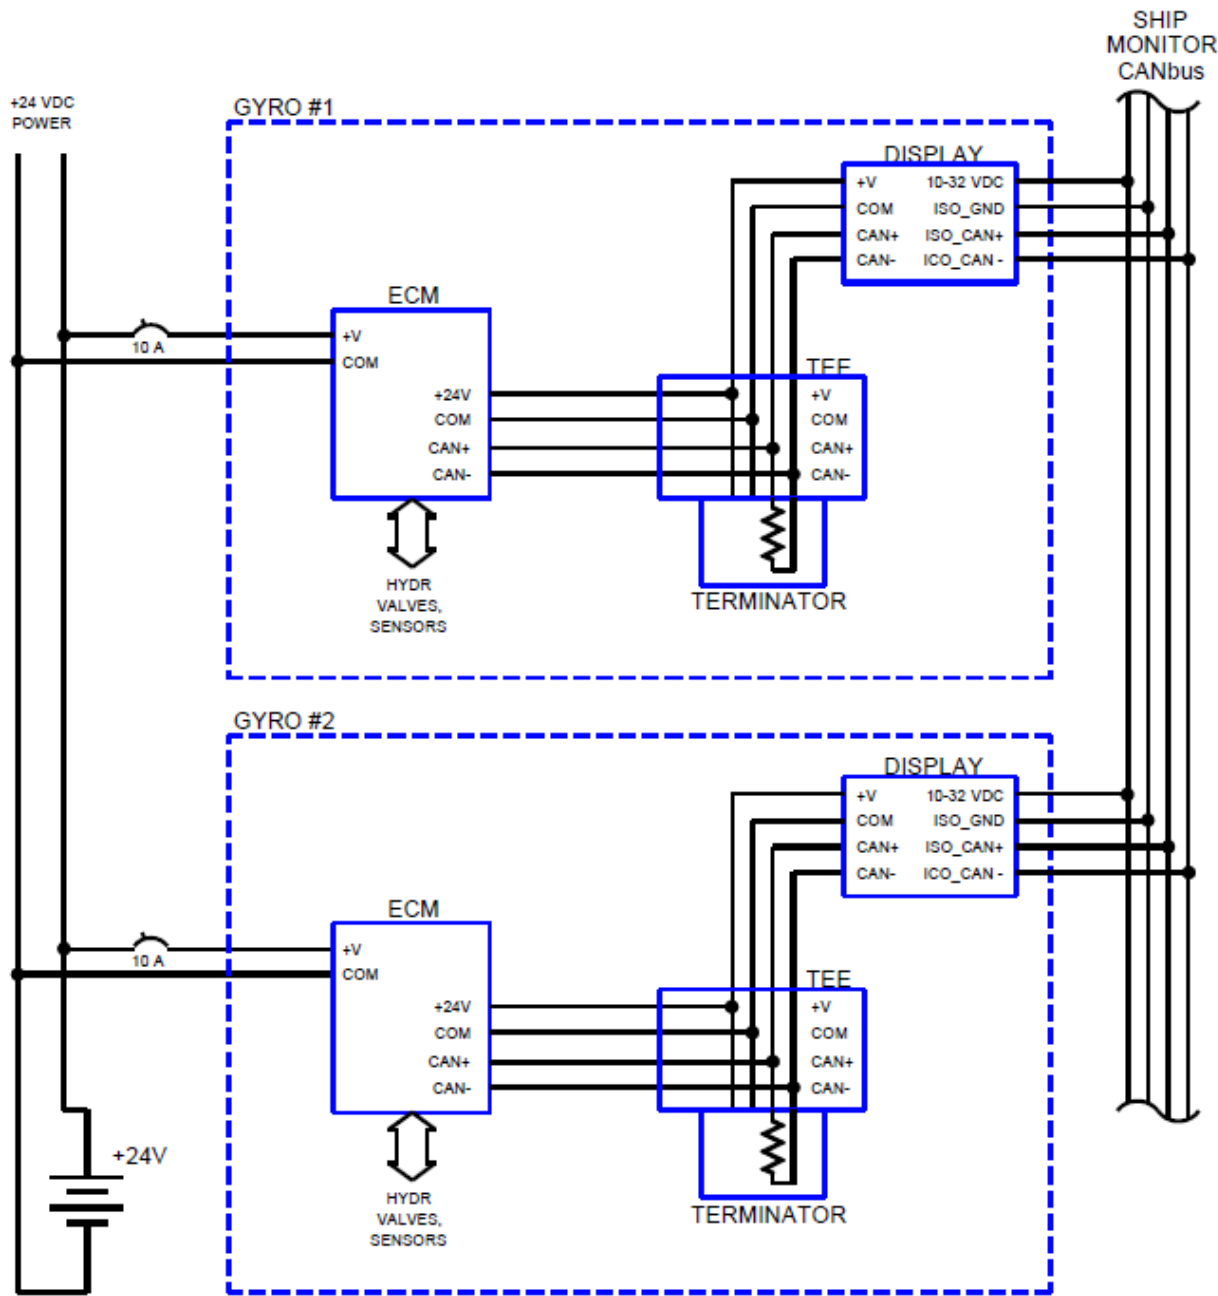 SHIP
MONITOR
CANbus
+24 VDC
POWER
GYRO #1
DISPLAY
+V 10-32 VDC
COM ISO_GND
CAN+ ISO_CAN+
CAN- ICO_CAN -
ECM
10 A
+V
COM
+24V
COM
CAN+
CAN-
TEE
+V
COM
CAN+
CAN-
HYDR
VALVES,
SENSORS
TERMINATOR
GYRO #2
DISPLAY
+V 10-32 VDC
COM ISO_GND
CAN+ ISO_CAN+
CAN- ICO_CAN -
ECM
10 A
+V
COM
+24V
COM
CAN+
CAN-
TEE
+V
COM
CAN+
CAN-
+24V
HYDR
VALVES,
SENSORS
TERMINATOR